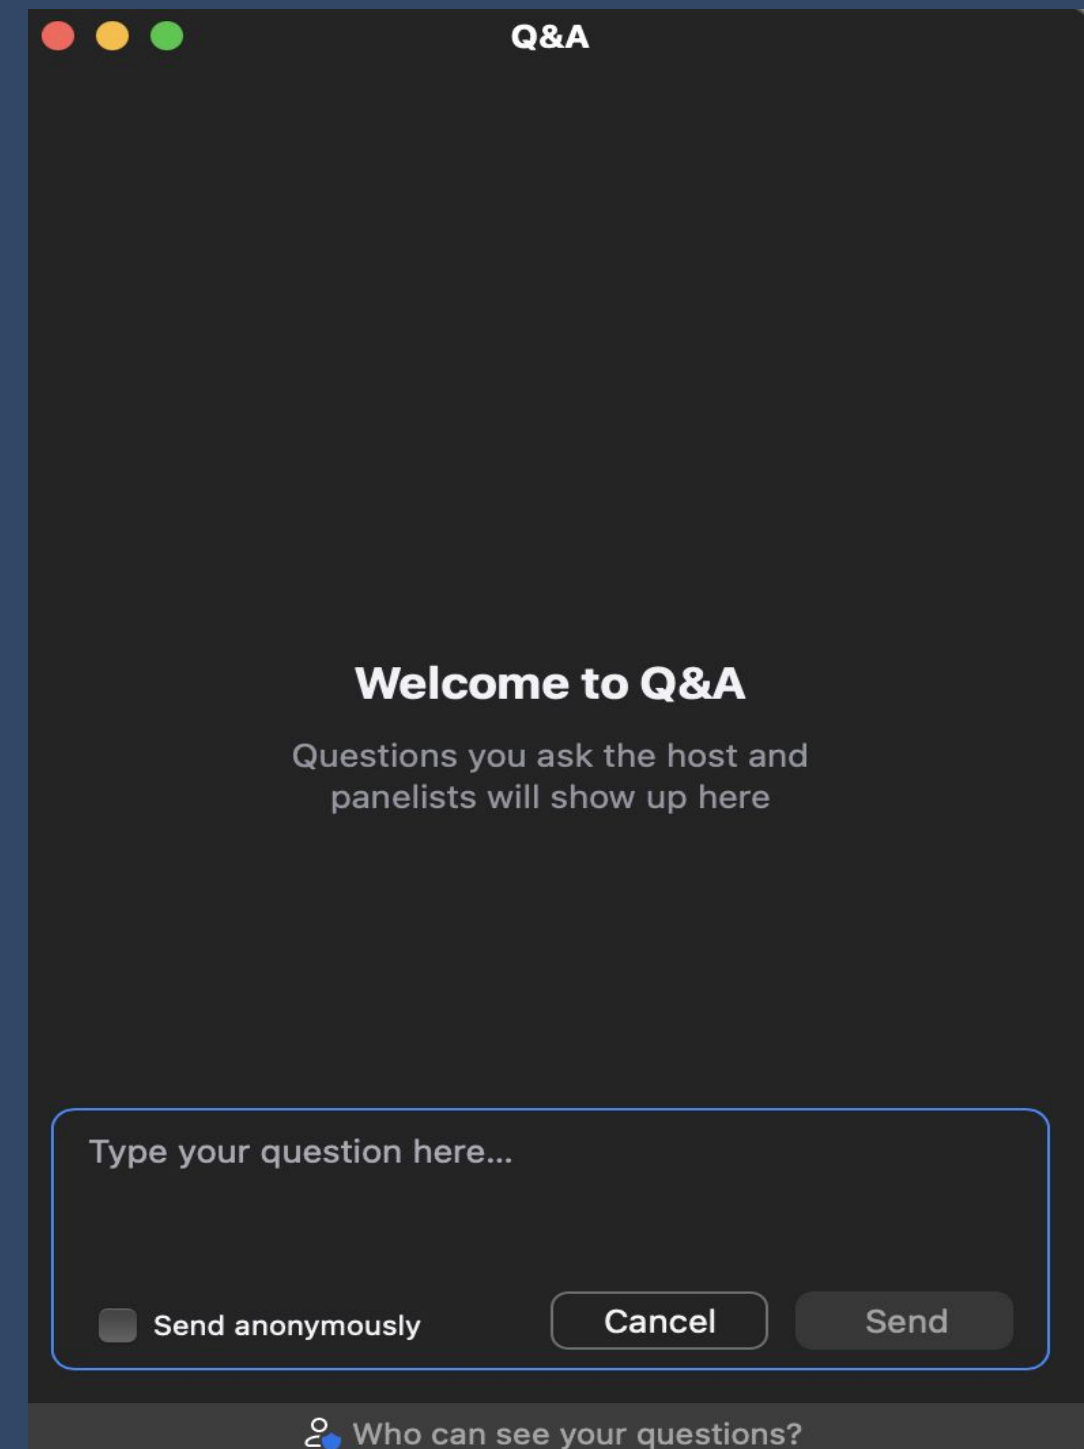 Q&A
Welcome to Q&A
Questions you ask the host and
panelists will show up here
Type your question here...
Send anonymously
Cancel
Send
Who can see your questions?